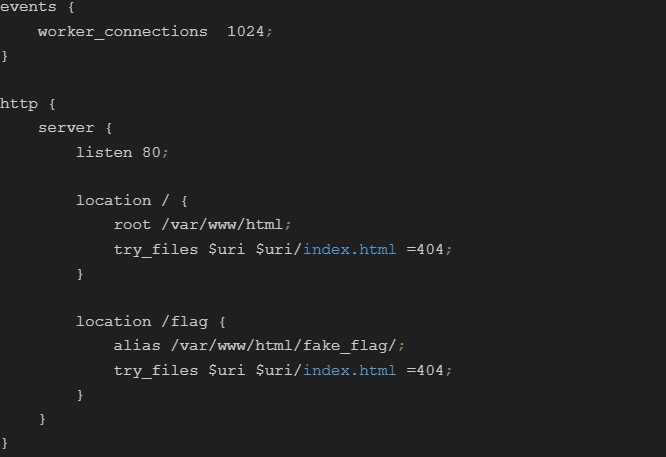 events {
    worker_connections  1024;
}
http {
    server {
        listen 80;
        location / {
            root /var/www/html;
            try_files $uri $uri/index.html =404;
        }
        location /flag {
            alias /var/www/html/fake_flag/;
            try_files $uri $uri/index.html =404;
        }
    }
}